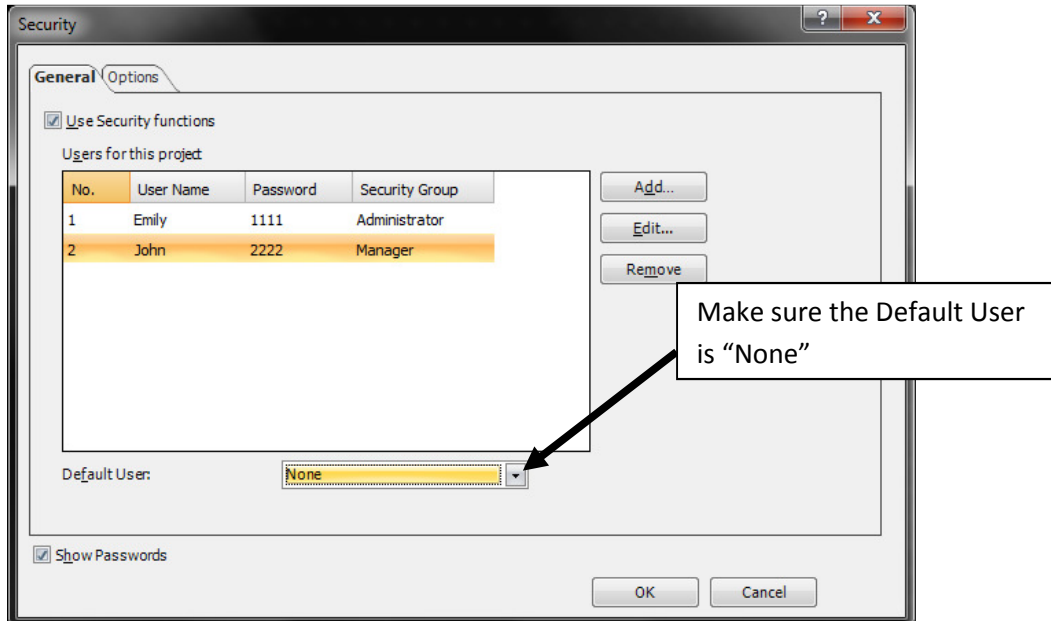 Security
General Options
Use Security functions
Users for this project
No. User Name Password Security Group
1 Emily 1111 Administrator
2 John 2222 Manager
Add...
Edit...
Remove
Make sure the Default User
is “None”
Default User: None
Show Passwords
OK Cancel